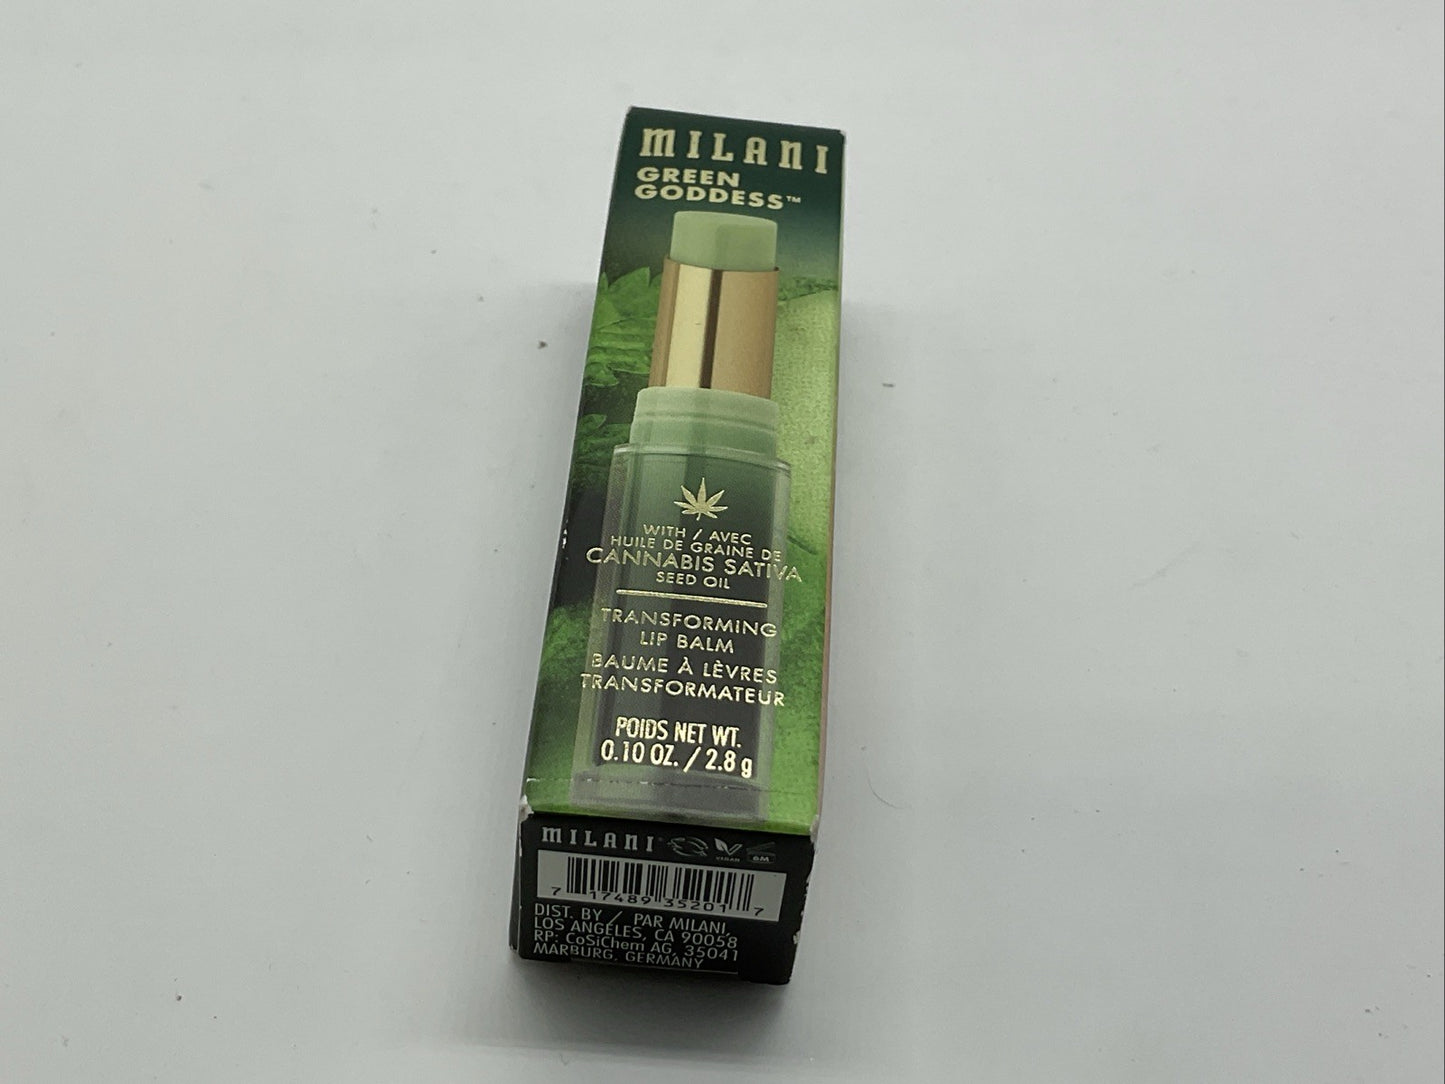 MILANI
GREEN
GODDESS™
WITH / AVEC
HUILE DE GRAINE DE
CANNABIS SATIVA
SEED OIL
TRANSFORMING
LIP BALM
BAUME À LÈVRES
TRANSFORMATEUR
POIDS NET WT.
0.10 OZ. / 2.8 g
MILANI VEGAN 6M
7 17489 35201 7
DIST. BY / PAR MILANI,
LOS ANGELES, CA 90058
RP: CoSiChem AG, 35041
MARBURG, GERMANY